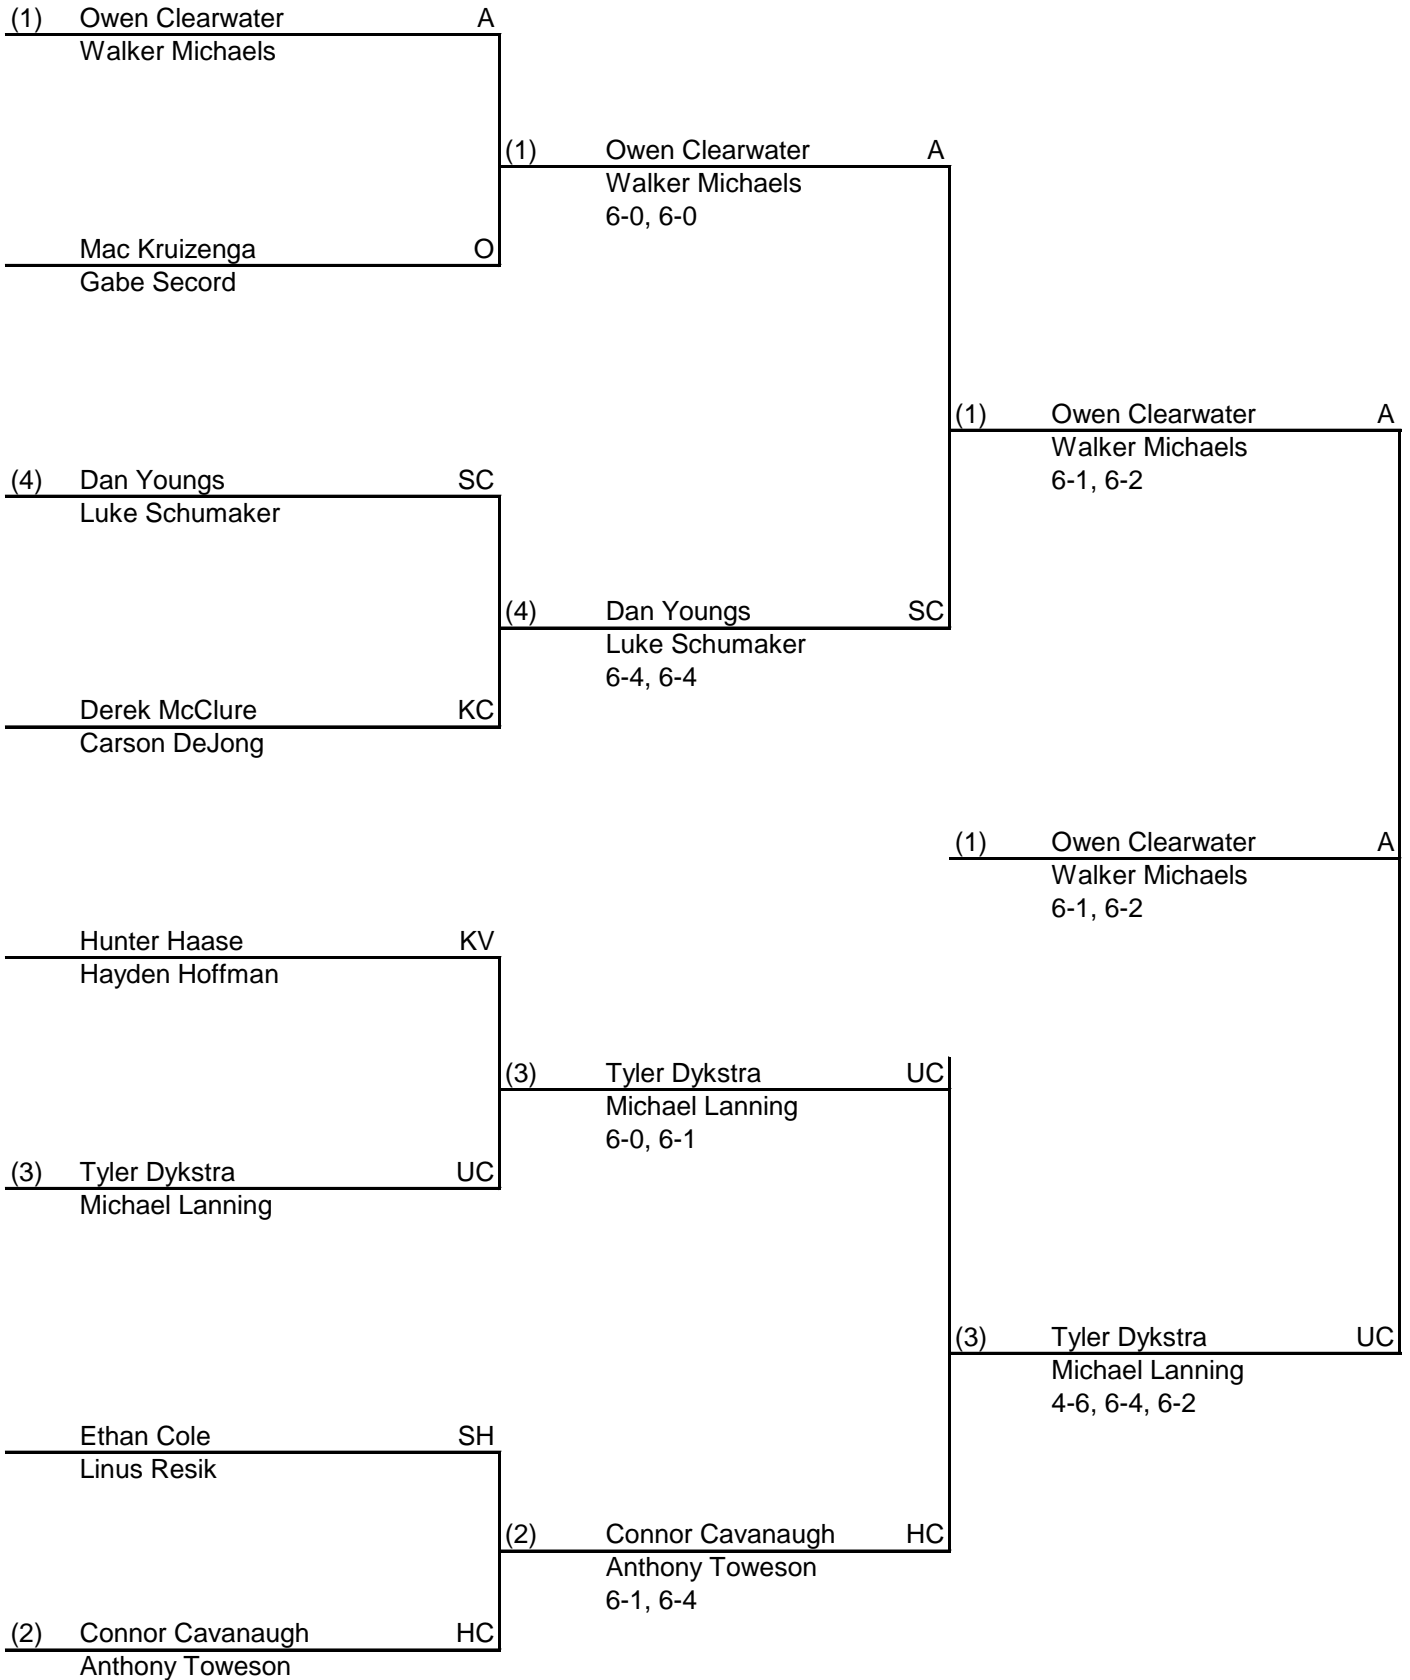 (1) Owen Clearwater A
Walker Michaels
(1) Owen Clearwater A
Walker Michaels
6-0, 6-0
Mac Kruizenga O
Gabe Secord
(1) Owen Clearwater A
Walker Michaels
6-1, 6-2
(4) Dan Youngs SC
Luke Schumaker
(4) Dan Youngs SC
Luke Schumaker
6-4, 6-4
Derek McClure KC
Carson DeJong
(1) Owen Clearwater A
Walker Michaels
6-1, 6-2
Hunter Haase KV
Hayden Hoffman
(3) Tyler Dykstra UC
Michael Lanning
6-0, 6-1
(3) Tyler Dykstra UC
Michael Lanning
(3) Tyler Dykstra UC
Michael Lanning
4-6, 6-4, 6-2
Ethan Cole SH
Linus Resik
(2) Connor Cavanaugh HC
Anthony Toweson
6-1, 6-4
(2) Connor Cavanaugh HC
Anthony Toweson